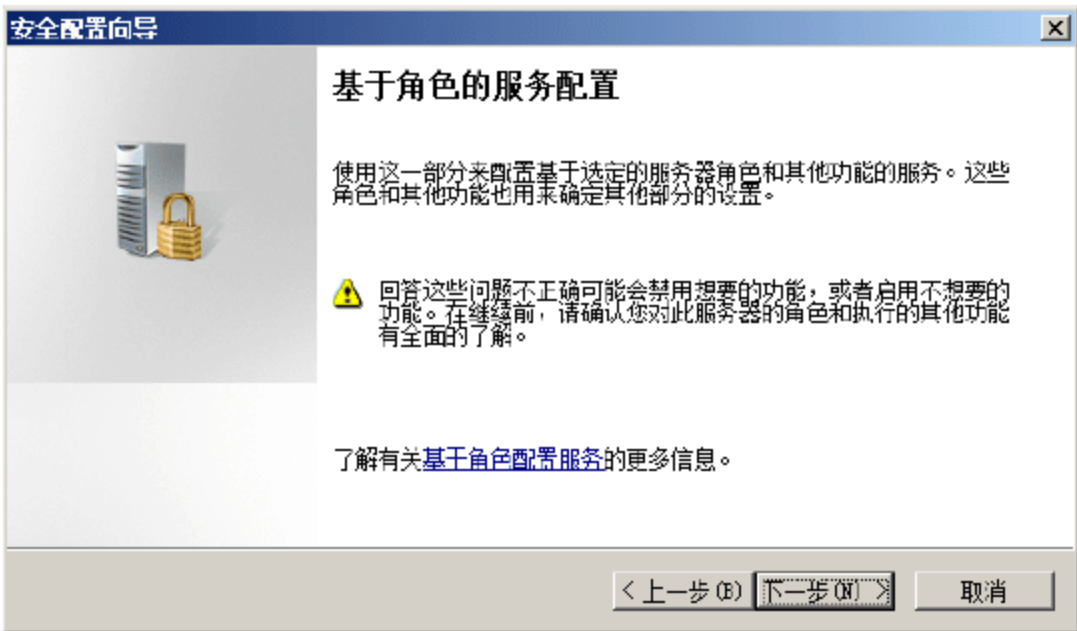 安全配置向导
基于角色的服务配置
使用这一部分来配置基于选定的服务器角色和其他功能的服务。这些
角色和其他功能也用来确定其他部分的设置。
回答这些问题不正确可能会禁用想要的功能,或者启用不想要的
功能。在继续前,请确认您对此服务器的角色和执行的其他功能
有全面的了解。
了解有关基于角色配置服务的更多信息。
< 上一步(B)
下一步(N) >
取消